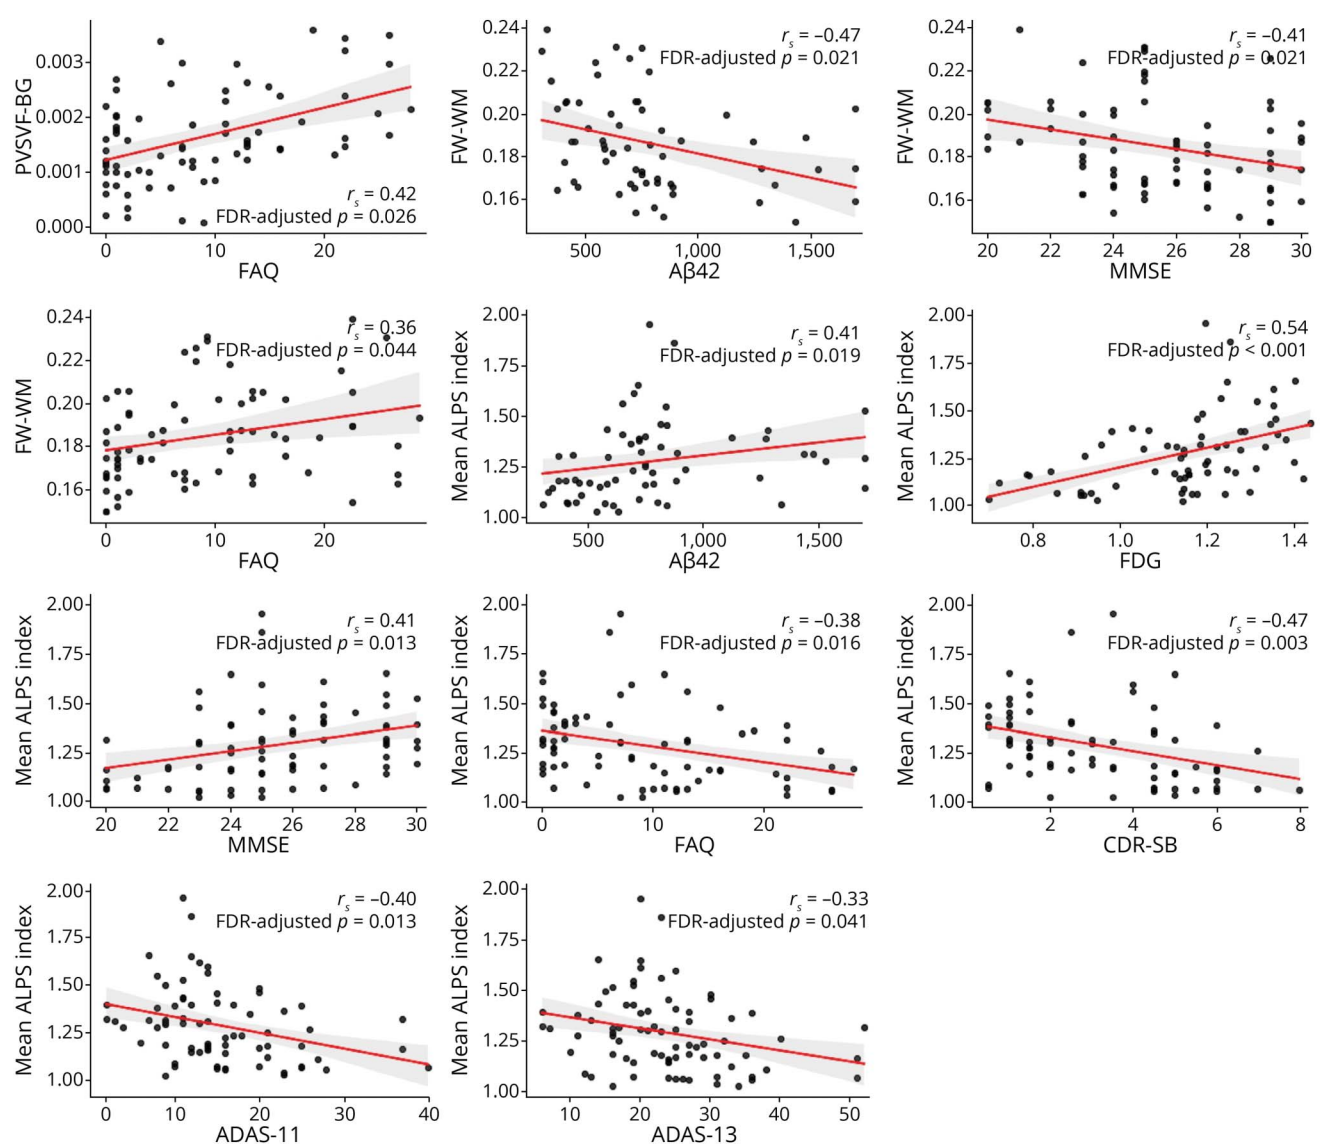 PVSVF-BG
0.003
0.002
0.001
0.000
r_s = 0.42
FDR-adjusted p = 0.026
0 10 20
FAQ
FW-WM
0.24
0.22
0.20
0.18
0.16
r_s = –0.47
FDR-adjusted p = 0.021
500 1,000 1,500
Aβ42
FW-WM
0.24
0.22
0.20
0.18
0.16
r_s = –0.41
FDR-adjusted p = 0.021
20 22 24 26 28 30
MMSE
FW-WM
0.24
0.22
0.20
0.18
0.16
r_s = 0.36
FDR-adjusted p = 0.044
0 10 20
FAQ
Mean ALPS index
2.00
1.75
1.50
1.25
1.00
r_s = 0.41
FDR-adjusted p = 0.019
500 1,000 1,500
Aβ42
Mean ALPS index
2.00
1.75
1.50
1.25
1.00
r_s = 0.54
FDR-adjusted p < 0.001
0.8 1.0 1.2 1.4
FDG
Mean ALPS index
2.00
1.75
1.50
1.25
1.00
r_s = 0.41
FDR-adjusted p = 0.013
20 22 24 26 28 30
MMSE
Mean ALPS index
2.00
1.75
1.50
1.25
1.00
r_s = –0.38
FDR-adjusted p = 0.016
0 10 20
FAQ
Mean ALPS index
2.00
1.75
1.50
1.25
1.00
r_s = –0.47
FDR-adjusted p = 0.003
2 4 6 8
CDR-SB
Mean ALPS index
2.00
1.75
1.50
1.25
1.00
r_s = –0.40
FDR-adjusted p = 0.013
0 10 20 30 40
ADAS-11
Mean ALPS index
2.00
1.75
1.50
1.25
1.00
r_s = –0.33
FDR-adjusted p = 0.041
10 20 30 40 50
ADAS-13